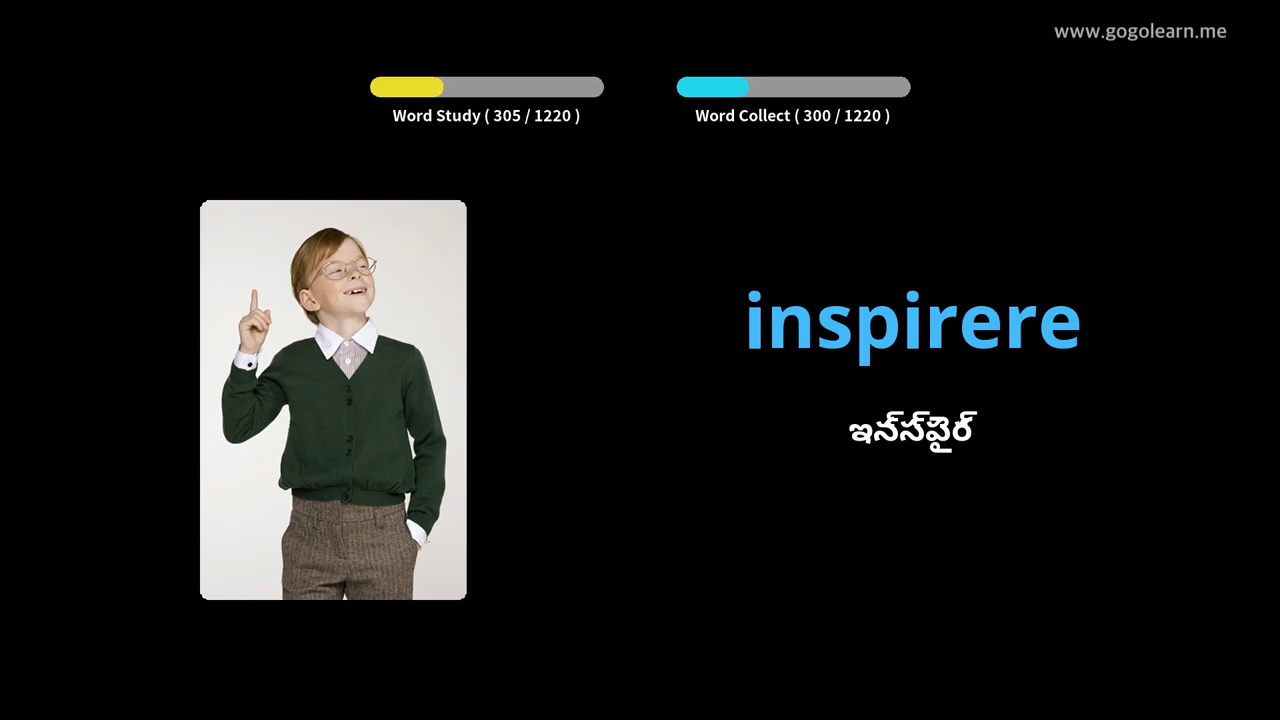 www.gogolearn.me
Word Study ( 305 / 1220 )
Word Collect ( 300 / 1220 )
inspirere
ఇన్‌స్‌పైర్